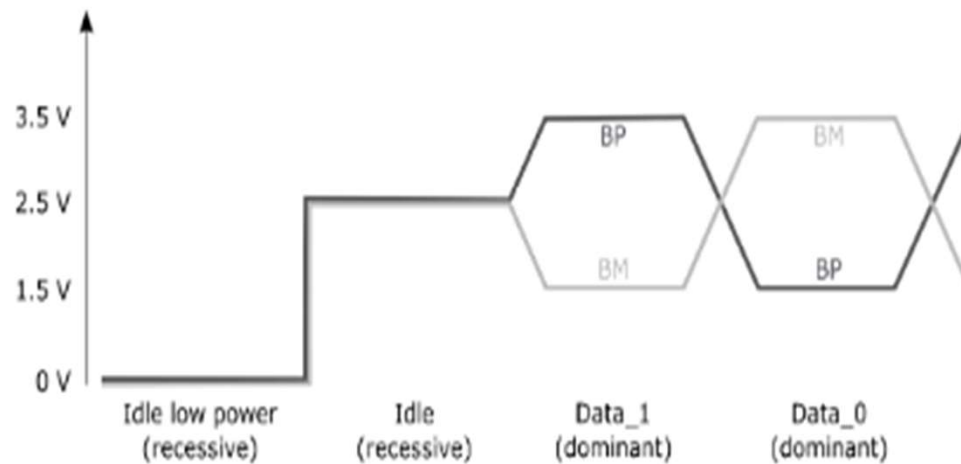 3.5 V
BP
BM
2.5 V
BM
BP
1.5 V
0 V
Idle low power
(recessive)
Idle
(recessive)
Data_1
(dominant)
Data_0
(dominant)